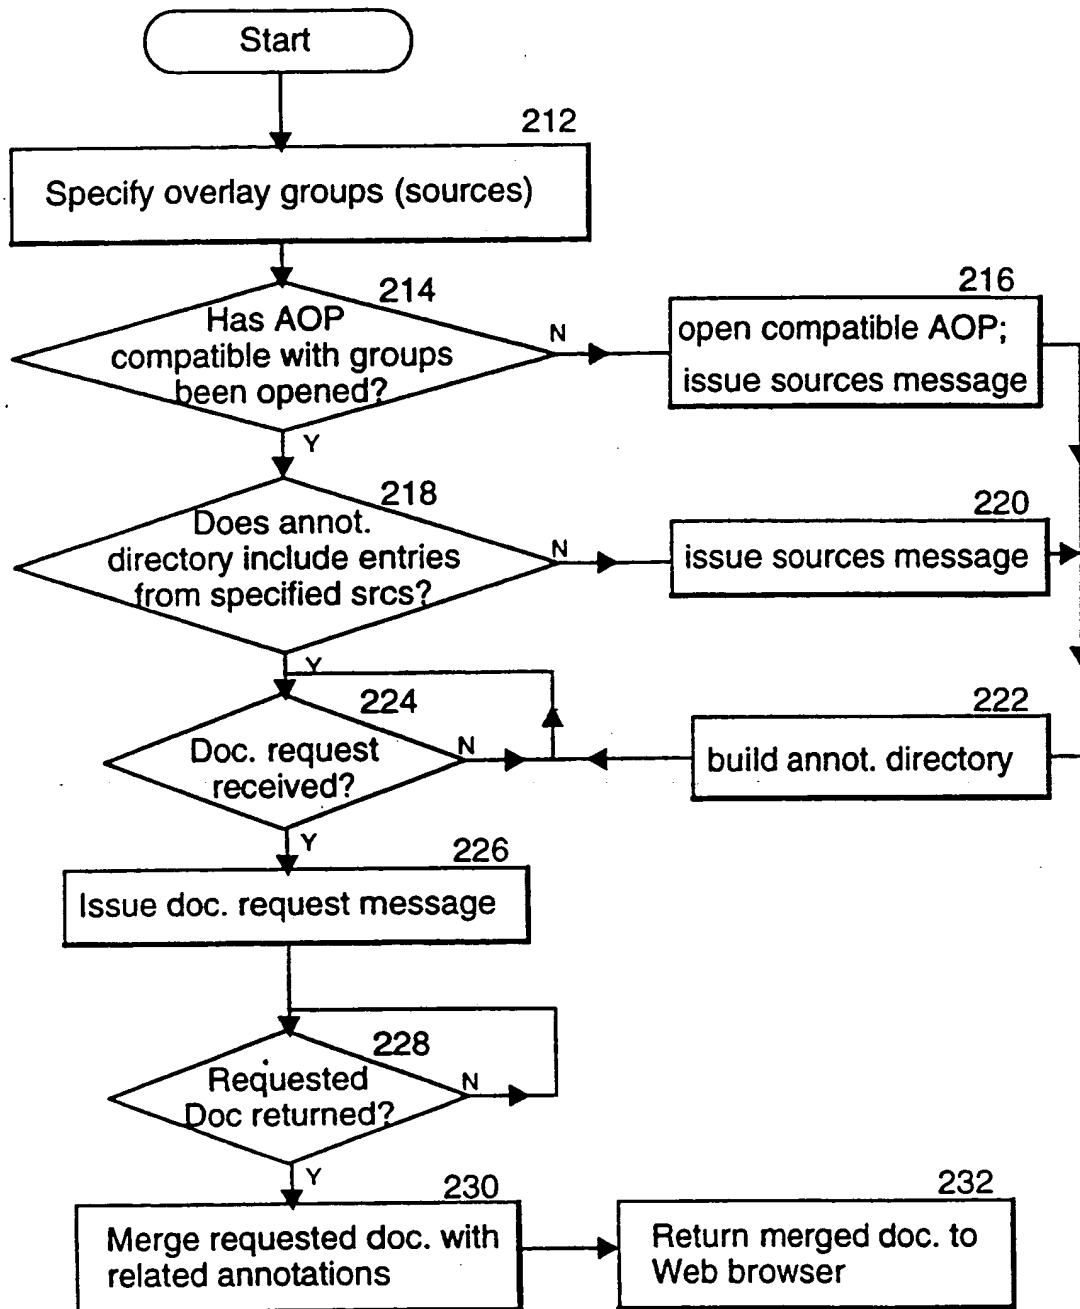 Start
212
Specify overlay groups (sources)
214
Has AOP
compatible with groups
been opened?
N
216
open compatible AOP;
issue sources message
Y
218
Does annot.
directory include entries
from specified srcs?
N
220
issue sources message
Y
224
Doc. request
received?
N
222
build annot. directory
Y
226
Issue doc. request message
228
Requested
Doc returned?
N
Y
230
Merge requested doc. with
related annotations
232
Return merged doc. to
Web browser